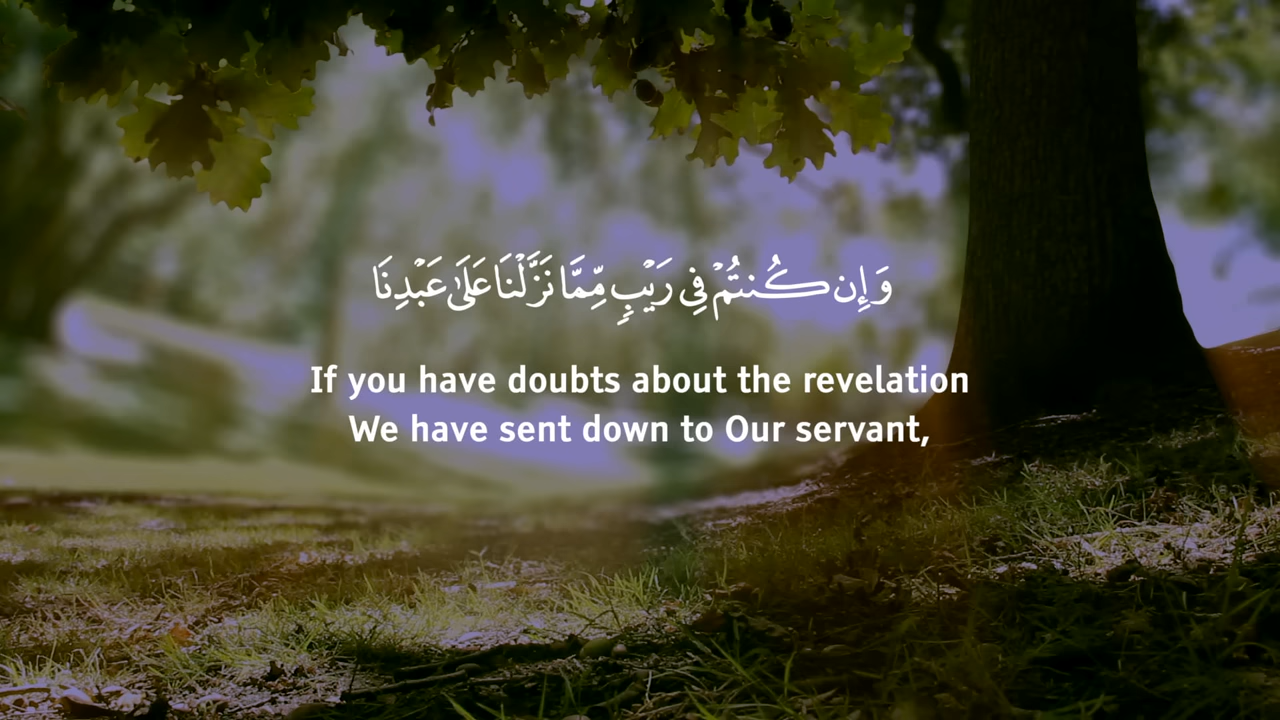 وَإِن كُنتُمْ فِي رَيْبٍ مِّمَّا نَزَّلْنَا عَلَىٰ عَبْدِنَا
If you have doubts about the revelation
We have sent down to Our servant,